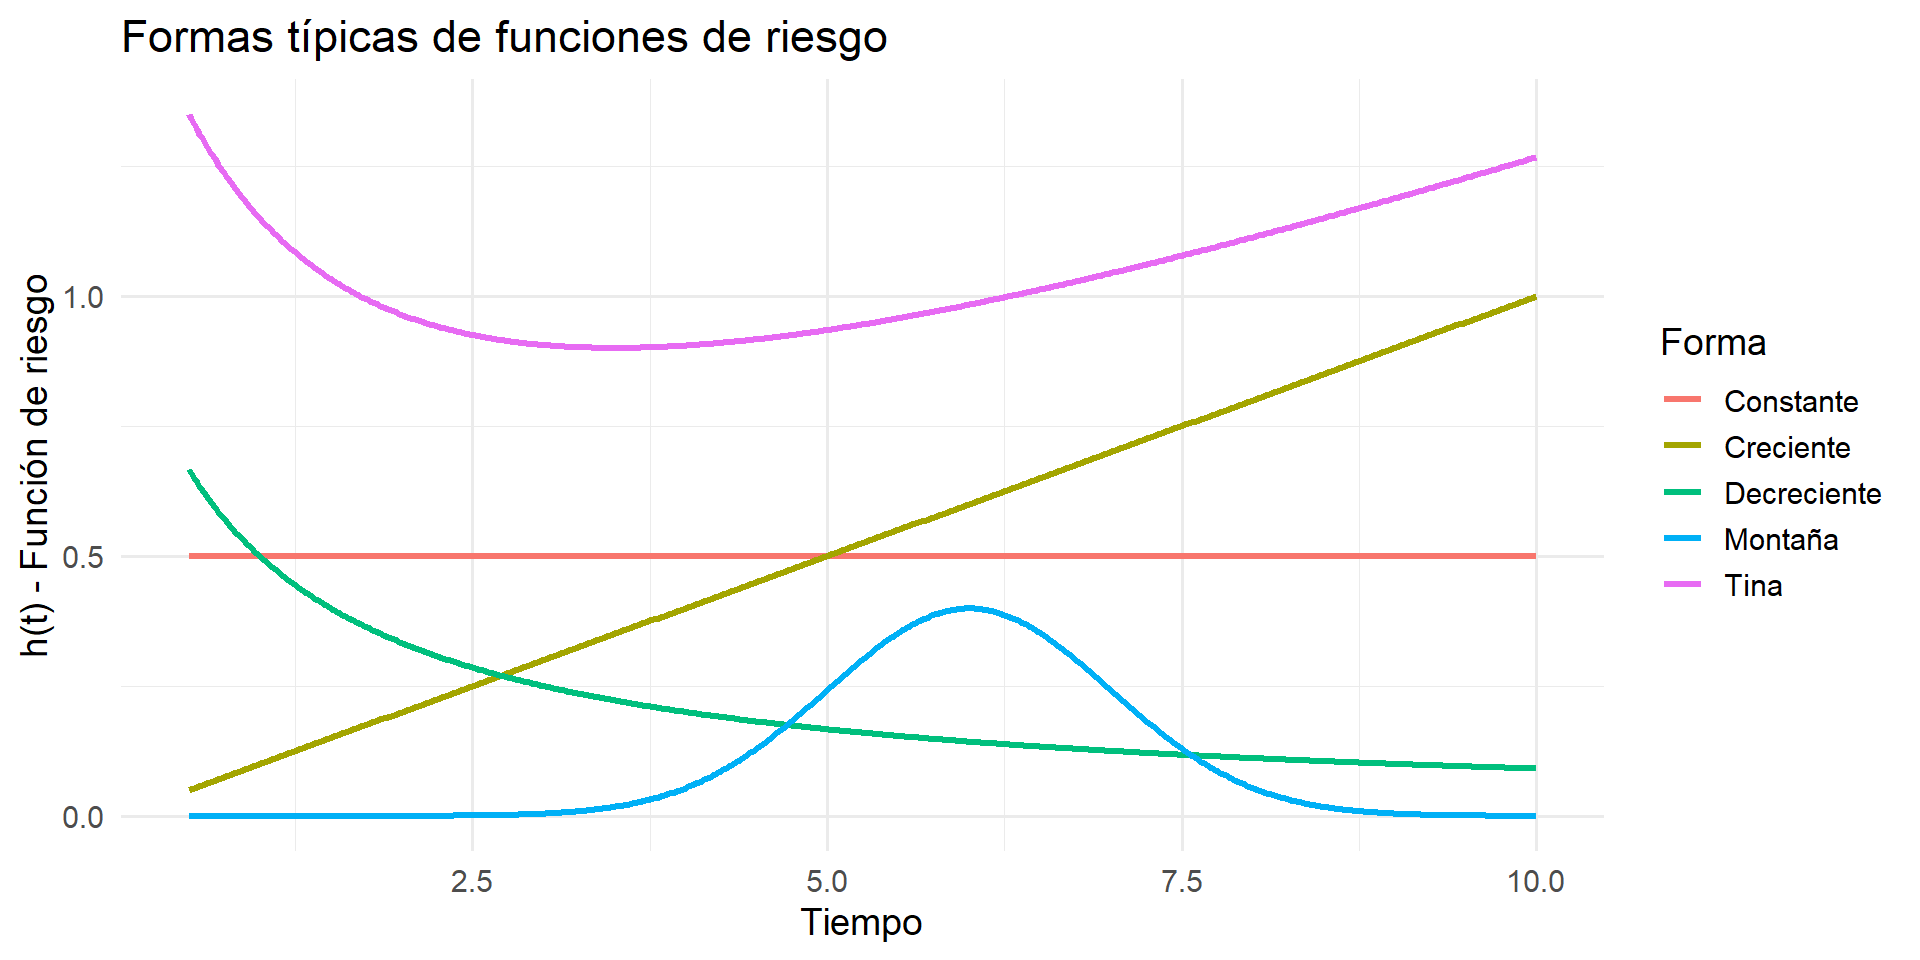 Formas típicas de funciones de riesgo
h(t) - Función de riesgo
1.0
0.5
0.0
2.5
5.0
7.5
10.0
Tiempo
Forma
Constante
Creciente
Decreciente
Montaña
Tina